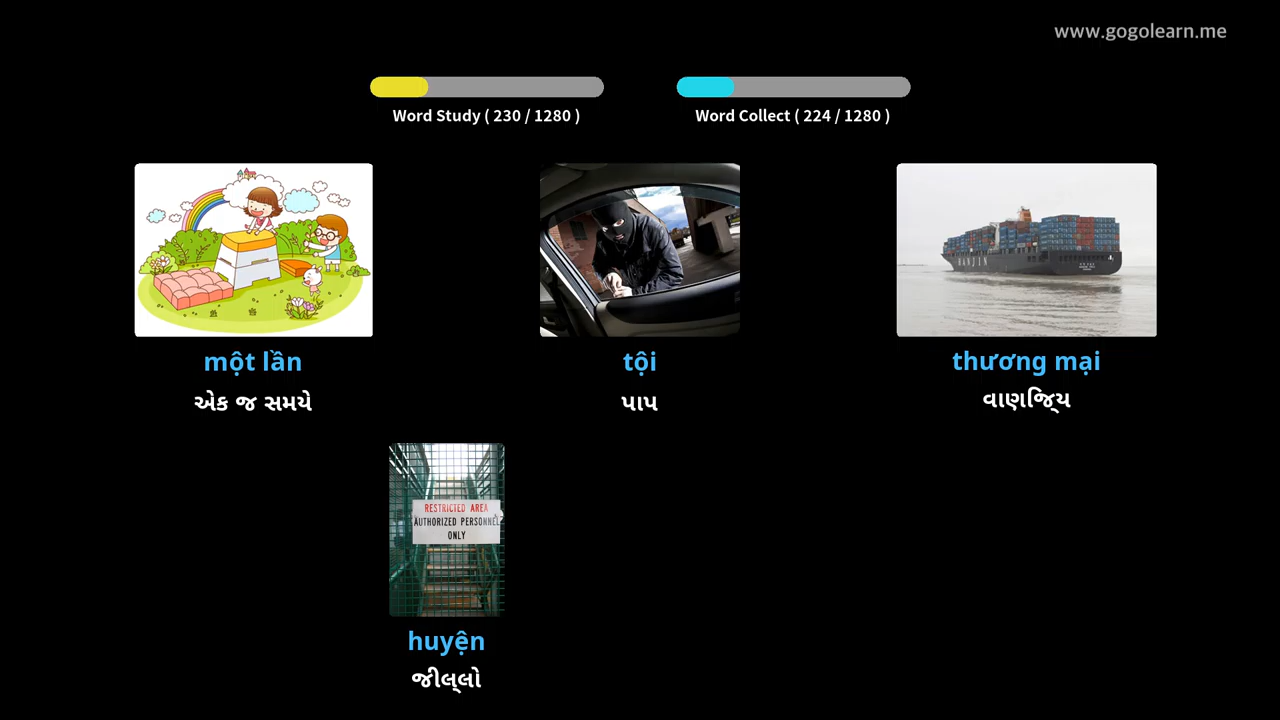 www.gogolearn.me
Word Study ( 230 / 1280 )
Word Collect ( 224 / 1280 )
một lần
એક જ સમયે
tội
પાપ
thương mại
વાણજ્યિ
RESTRICTED AREA
AUTHORIZED PERSONNEL
ONLY
huyện
જીલ્લો